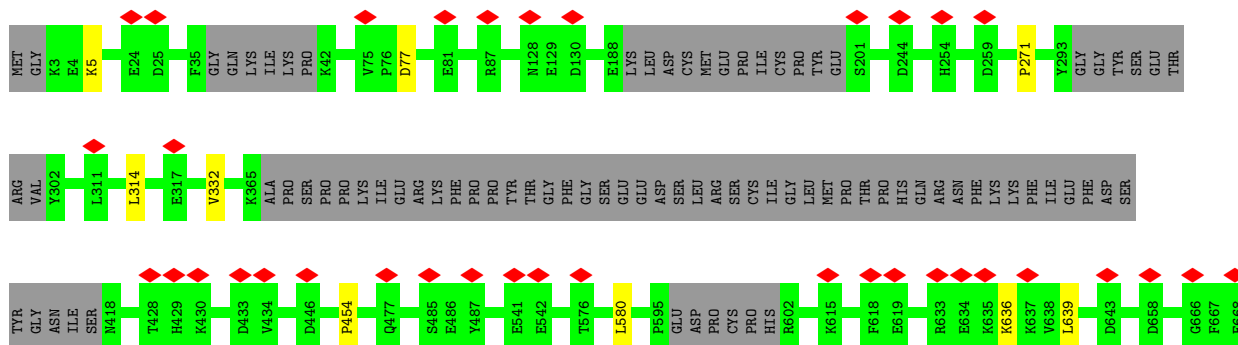 MET GLY K3 E4 K5 E24 D25 F35 GLY GLN LYS ILE LYS PRO K42 V75 P76 D77 E81 R87 N128 E129 D130 E188 LYS LEU ASP CYS MET GLU PRO ILE CYS PRO TYR GLU S201 D244 H254 D259 P271 Y293 GLY GLY TYR SER GLU THR
ARG VAL Y302 L311 L314 E317 V332 K365 ALA PRO SER PRO PRO LYS ILE GLU ARG LYS PHE PRO PRO TYR THR GLY PHE GLY SER GLU GLU ASP SER LEU ARG SER CYS ILE GLY LEU MET PRO THR PRO HIS GLN ARG ARG ASN PHE LYS LYS PHE ILE GLU PHE ASP SER
TYR GLY ASN ILE SER N418 T428 H429 K430 D433 V434 D446 P454 Q477 S485 E486 Y487 E541 E542 T576 L580 P595 GLU ASP PRO CYS PRO HIS R602 K615 F618 E619 R633 E634 K635 K636 K637 V638 L639 D643 D658 G666 F667